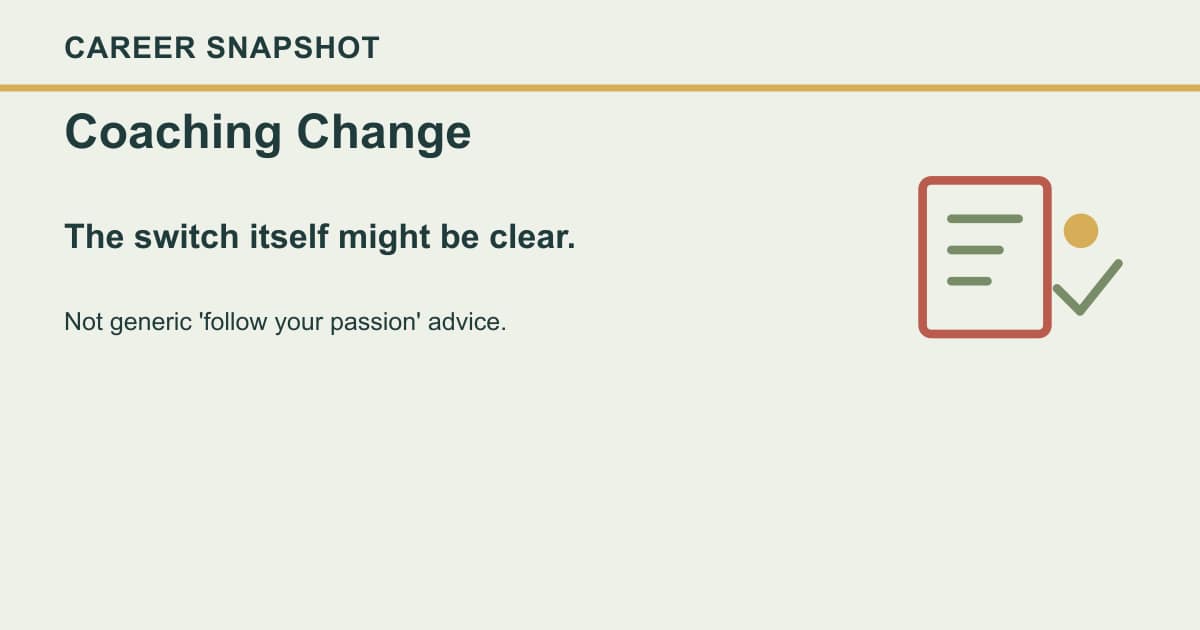 CAREER SNAPSHOT
Coaching Change
The switch itself might be clear.
Not generic 'follow your passion' advice.